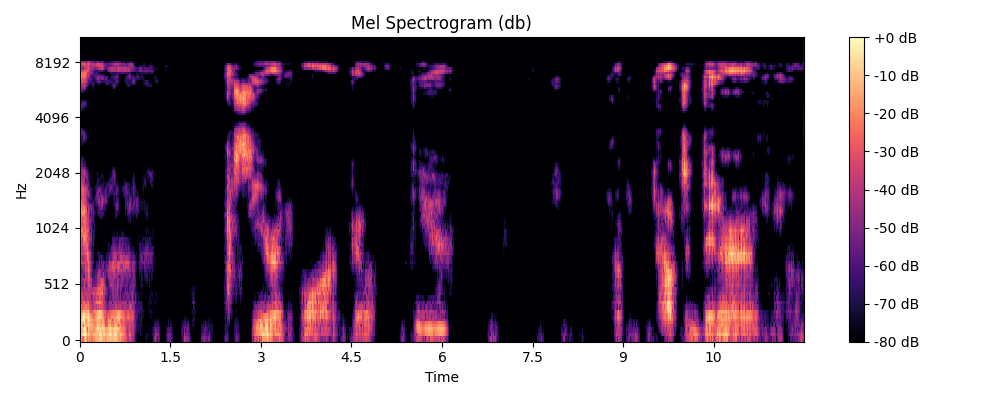 Mel Spectrogram (db)
Hz
8192
4096
2048
1024
512
0
0 1.5 3 4.5 6 7.5 9 10
Time
+0 dB
-10 dB
-20 dB
-30 dB
-40 dB
-50 dB
-60 dB
-70 dB
-80 dB